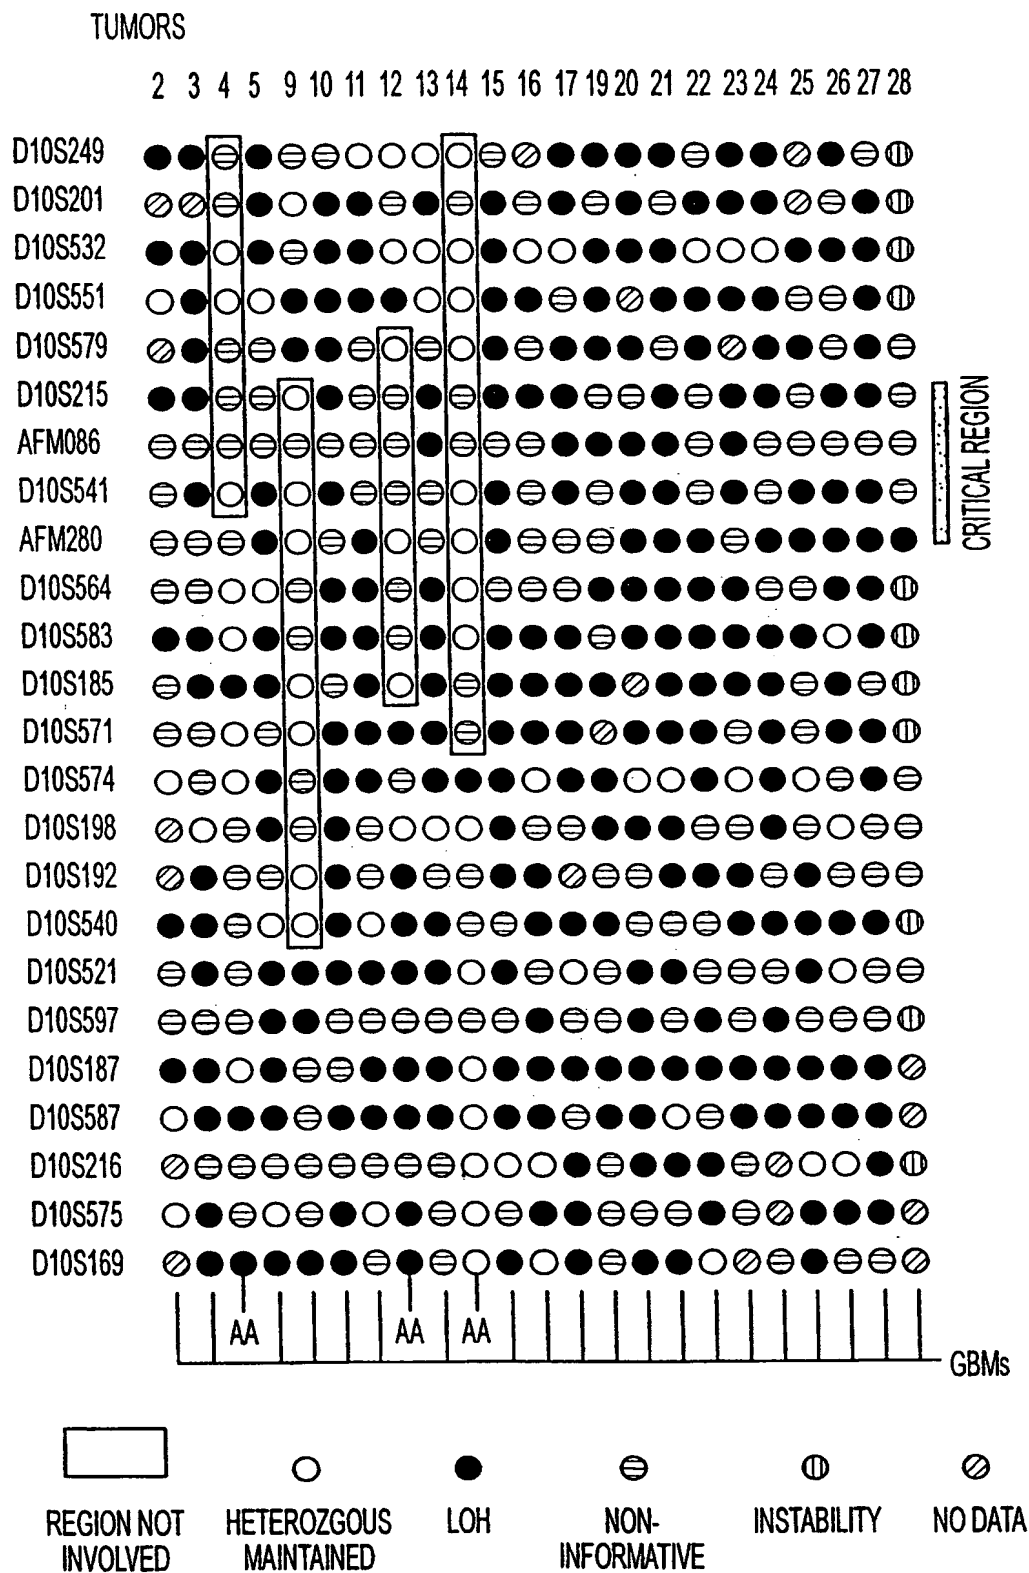 TUMORS
2 3 4 5 9 10 11 12 13 14 15 16 17 19 20 21 22 23 24 25 26 27 28
D10S249
D10S201
D10S532
D10S551
D10S579
D10S215
AFM086
D10S541
AFM280
D10S564
D10S583
D10S185
D10S571
D10S574
D10S198
D10S192
D10S540
D10S521
D10S597
D10S187
D10S587
D10S216
D10S575
D10S169
CRITICAL REGION
AA AA AA
GBMs
REGION NOT
INVOLVED
HETEROZGOUS
MAINTAINED
LOH
NON-
INFORMATIVE
INSTABILITY
NO DATA